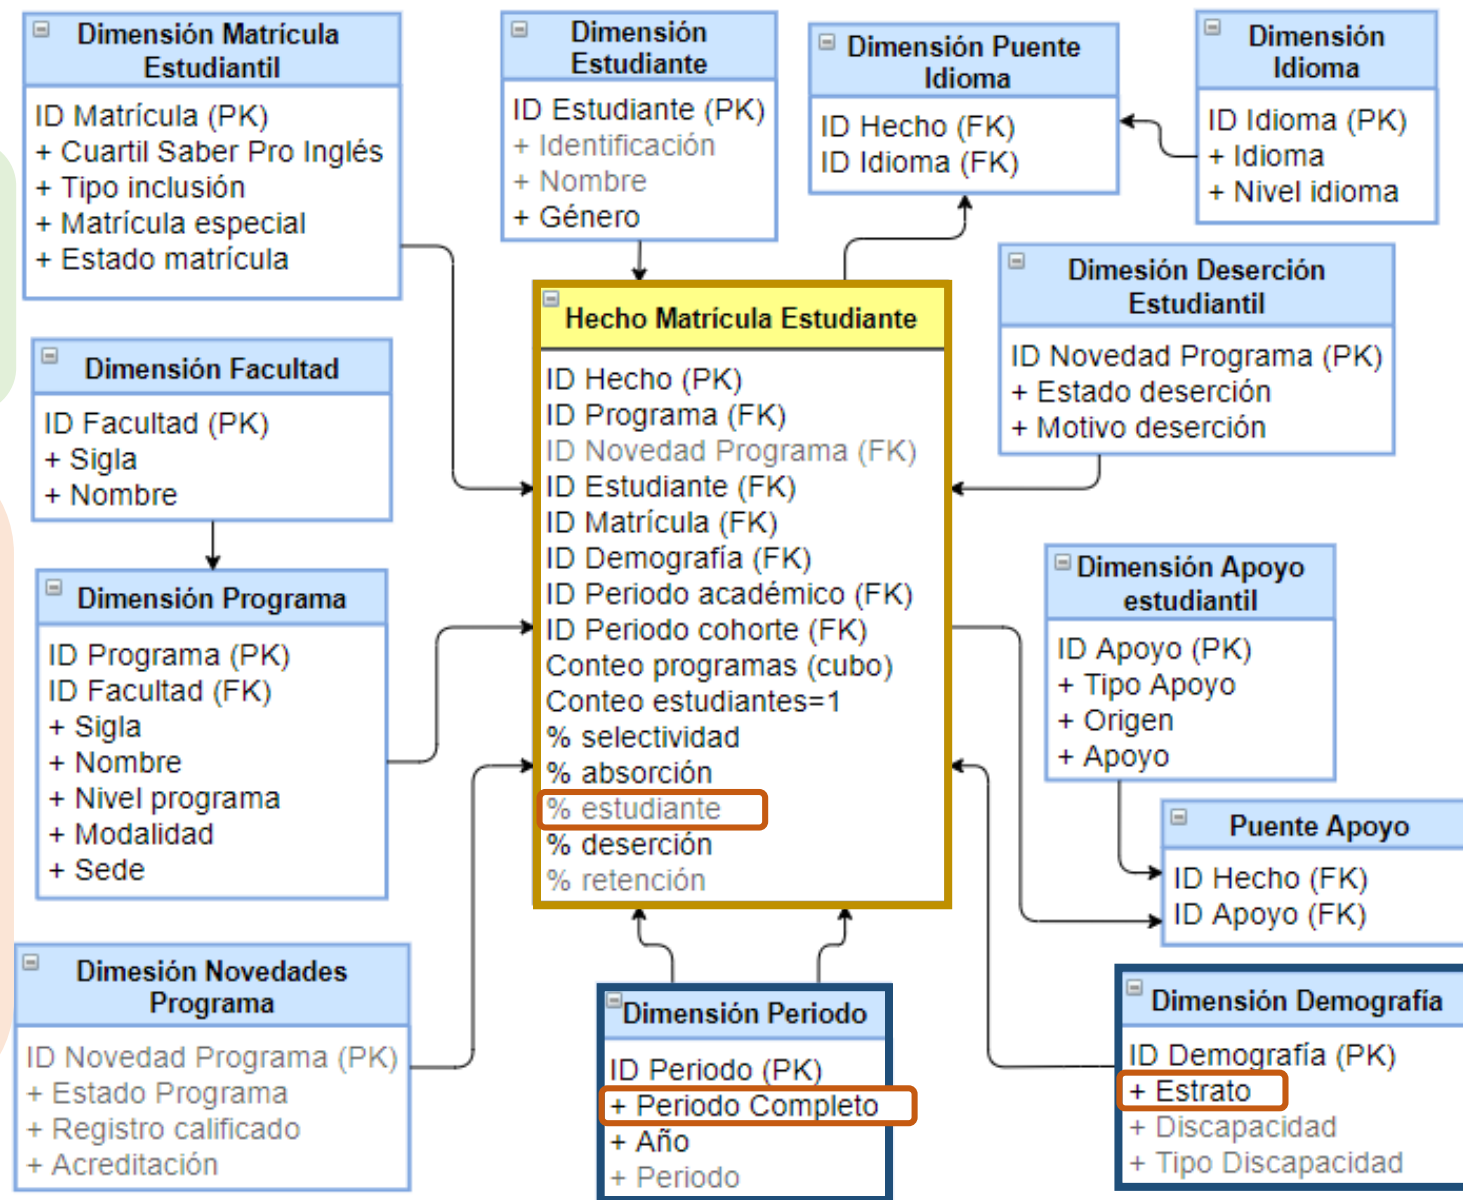 Dimensión Matrícula
Estudiantil
ID Matrícula (PK)
+ Cuartil Saber Pro Inglés
+ Tipo inclusión
+ Matrícula especial
+ Estado matrícula
Dimensión
Estudiante
ID Estudiante (PK)
+ Identificación
+ Nombre
+ Género
Dimensión Puente
Idioma
ID Hecho (FK)
ID Idioma (FK)
Dimensión
Idioma
ID Idioma (PK)
+ Idioma
+ Nivel idioma
Dimesión Deserción
Estudiantil
ID Novedad Programa (PK)
+ Estado deserción
+ Motivo deserción
Hecho Matrícula Estudiante
ID Hecho (PK)
ID Programa (FK)
ID Novedad Programa (FK)
ID Estudiante (FK)
ID Matrícula (FK)
ID Demografía (FK)
ID Periodo académico (FK)
ID Periodo cohorte (FK)
Conteo programas (cubo)
Conteo estudiantes=1
% selectividad
% absorción
% estudiante
% deserción
% retención
Dimensión Facultad
ID Facultad (PK)
+ Sigla
+ Nombre
Dimensión Programa
ID Programa (PK)
ID Facultad (FK)
+ Sigla
+ Nombre
+ Nivel programa
+ Modalidad
+ Sede
Dimensión Apoyo
estudiantil
ID Apoyo (PK)
+ Tipo Apoyo
+ Origen
+ Apoyo
Puente Apoyo
ID Hecho (FK)
ID Apoyo (FK)
Dimesión Novedades
Programa
ID Novedad Programa (PK)
+ Estado Programa
+ Registro calificado
+ Acreditación
Dimensión Periodo
ID Periodo (PK)
+ Periodo Completo
+ Año
+ Periodo
Dimensión Demografía
ID Demografía (PK)
+ Estrato
+ Discapacidad
+ Tipo Discapacidad